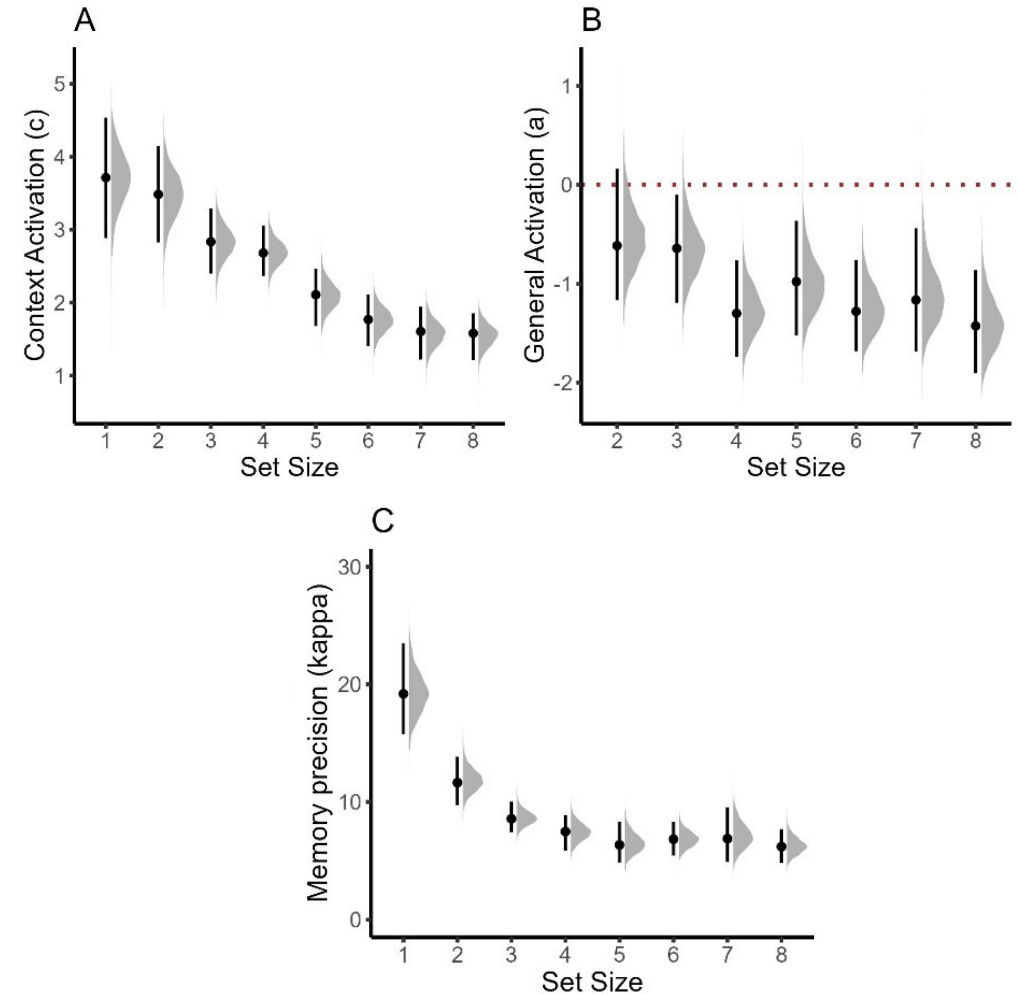 A
Context Activation (c)
5
4
3
2
1
1 2 3 4 5 6 7 8
Set Size
B
General Activation (a)
1
0
-1
-2
2 3 4 5 6 7 8
Set Size
C
Memory precision (kappa)
30
20
10
0
1 2 3 4 5 6 7 8
Set Size